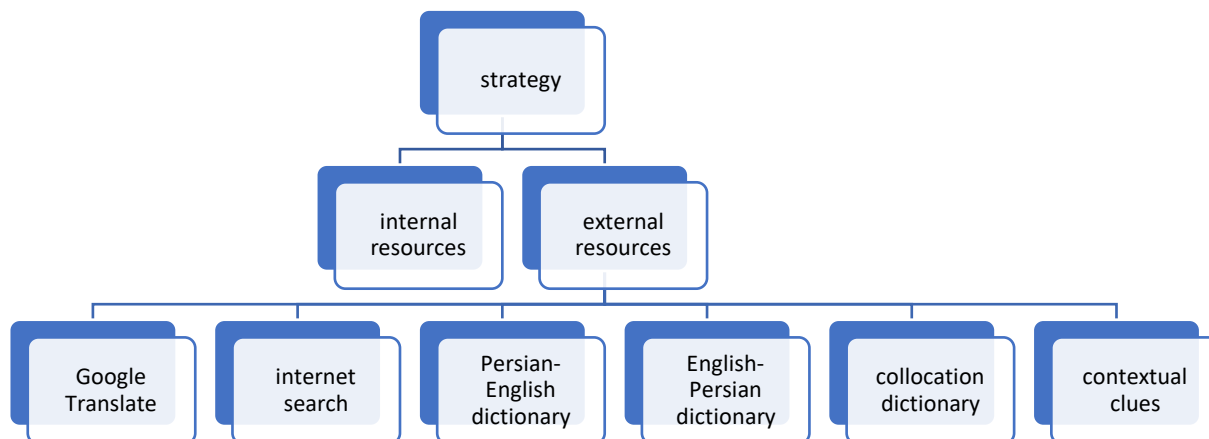 strategy
internal
resources
external
resources
Google
Translate
internet
search
Persian-
English
dictionary
English-
Persian
dictionary
collocation
dictionary
contextual
clues